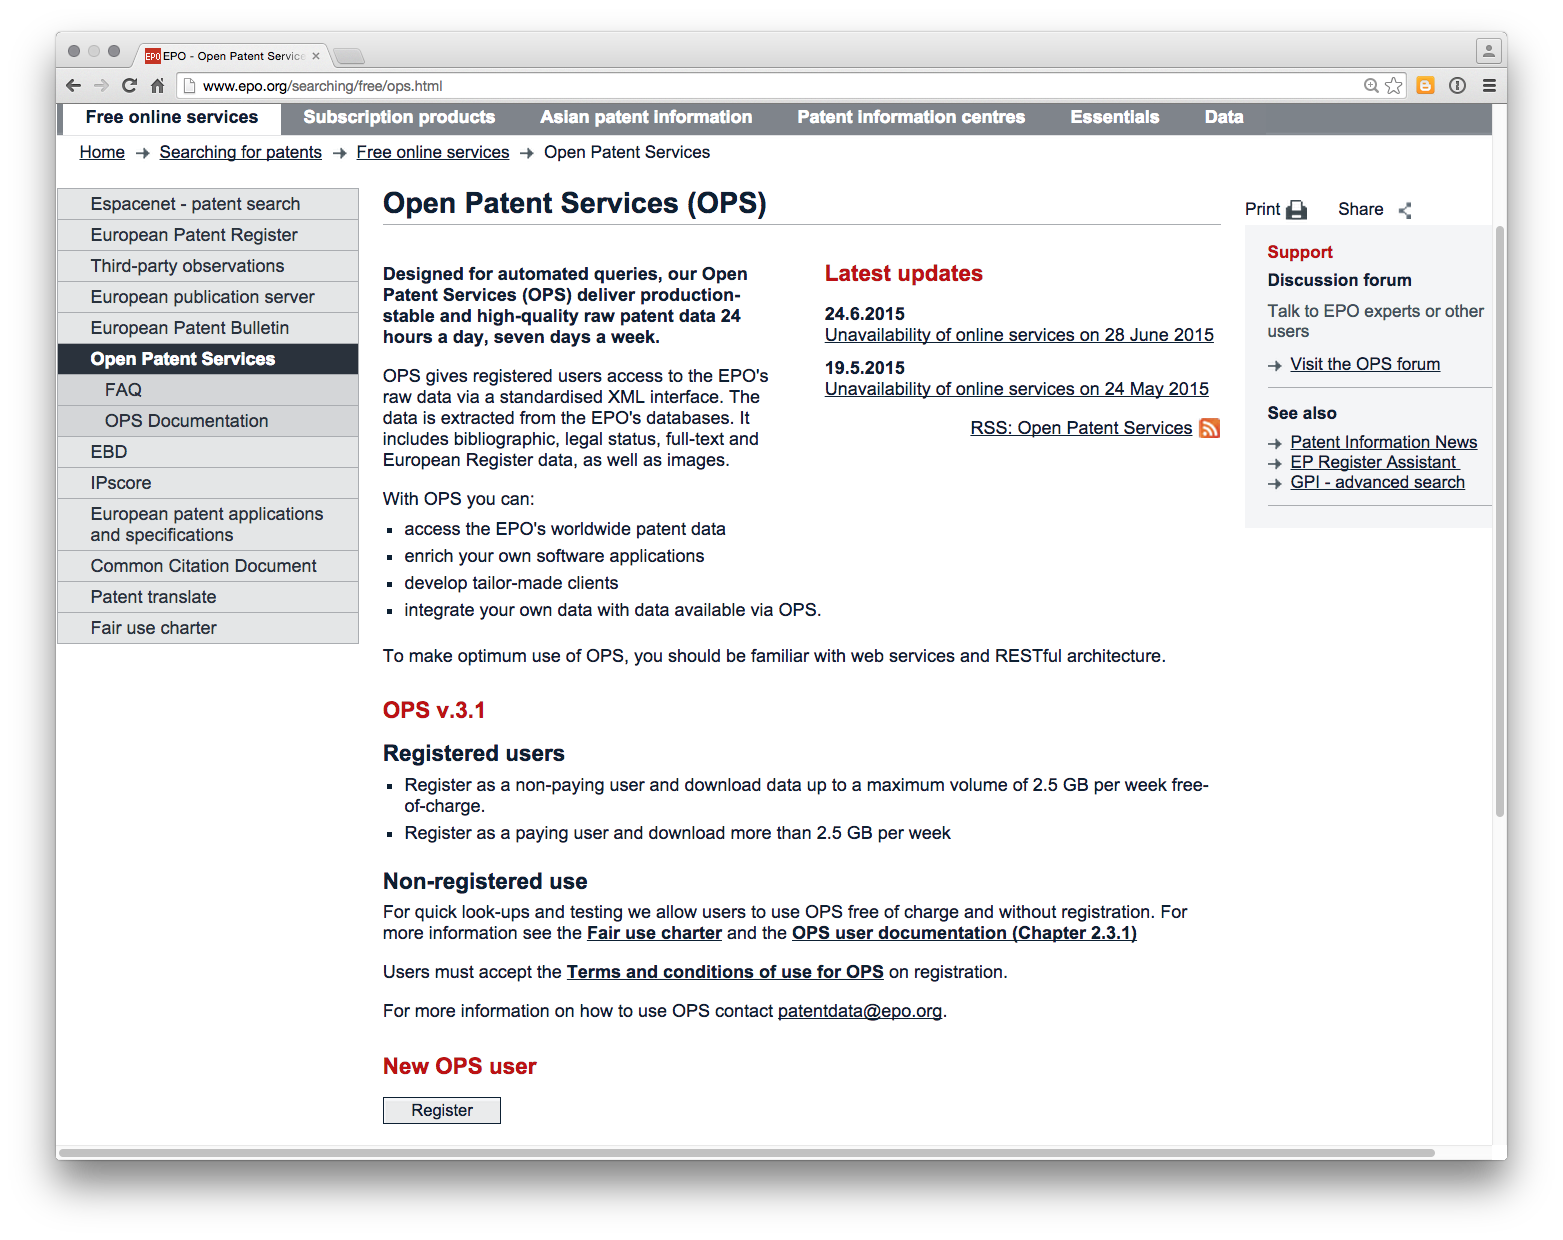 EPO EPO - Open Patent Service
www.epo.org/searching/free/ops.html
Free online services Subscription products Asian patent information Patent information centres Essentials Data
Home → Searching for patents → Free online services → Open Patent Services
Espacenet - patent search
European Patent Register
Third-party observations
European publication server
European Patent Bulletin
Open Patent Services
FAQ
OPS Documentation
EBD
IPscore
European patent applications
and specifications
Common Citation Document
Patent translate
Fair use charter
Open Patent Services (OPS)
Designed for automated queries, our Open
Patent Services (OPS) deliver production-
stable and high-quality raw patent data 24
hours a day, seven days a week.
OPS gives registered users access to the EPO's
raw data via a standardised XML interface. The
data is extracted from the EPO's databases. It
includes bibliographic, legal status, full-text and
European Register data, as well as images.
Latest updates
24.6.2015
Unavailability of online services on 28 June 2015
19.5.2015
Unavailability of online services on 24 May 2015
RSS: Open Patent Services
With OPS you can:
▪ access the EPO's worldwide patent data
▪ enrich your own software applications
▪ develop tailor-made clients
▪ integrate your own data with data available via OPS.
To make optimum use of OPS, you should be familiar with web services and RESTful architecture.
OPS v.3.1
Registered users
▪ Register as a non-paying user and download data up to a maximum volume of 2.5 GB per week free-
of-charge.
▪ Register as a paying user and download more than 2.5 GB per week
Non-registered use
For quick look-ups and testing we allow users to use OPS free of charge and without registration. For
more information see the Fair use charter and the OPS user documentation (Chapter 2.3.1)
Users must accept the Terms and conditions of use for OPS on registration.
For more information on how to use OPS contact patentdata@epo.org.
New OPS user
Register
Print Share
Support
Discussion forum
Talk to EPO experts or other
users
→ Visit the OPS forum
See also
→ Patent Information News
→ EP Register Assistant
→ GPI - advanced search